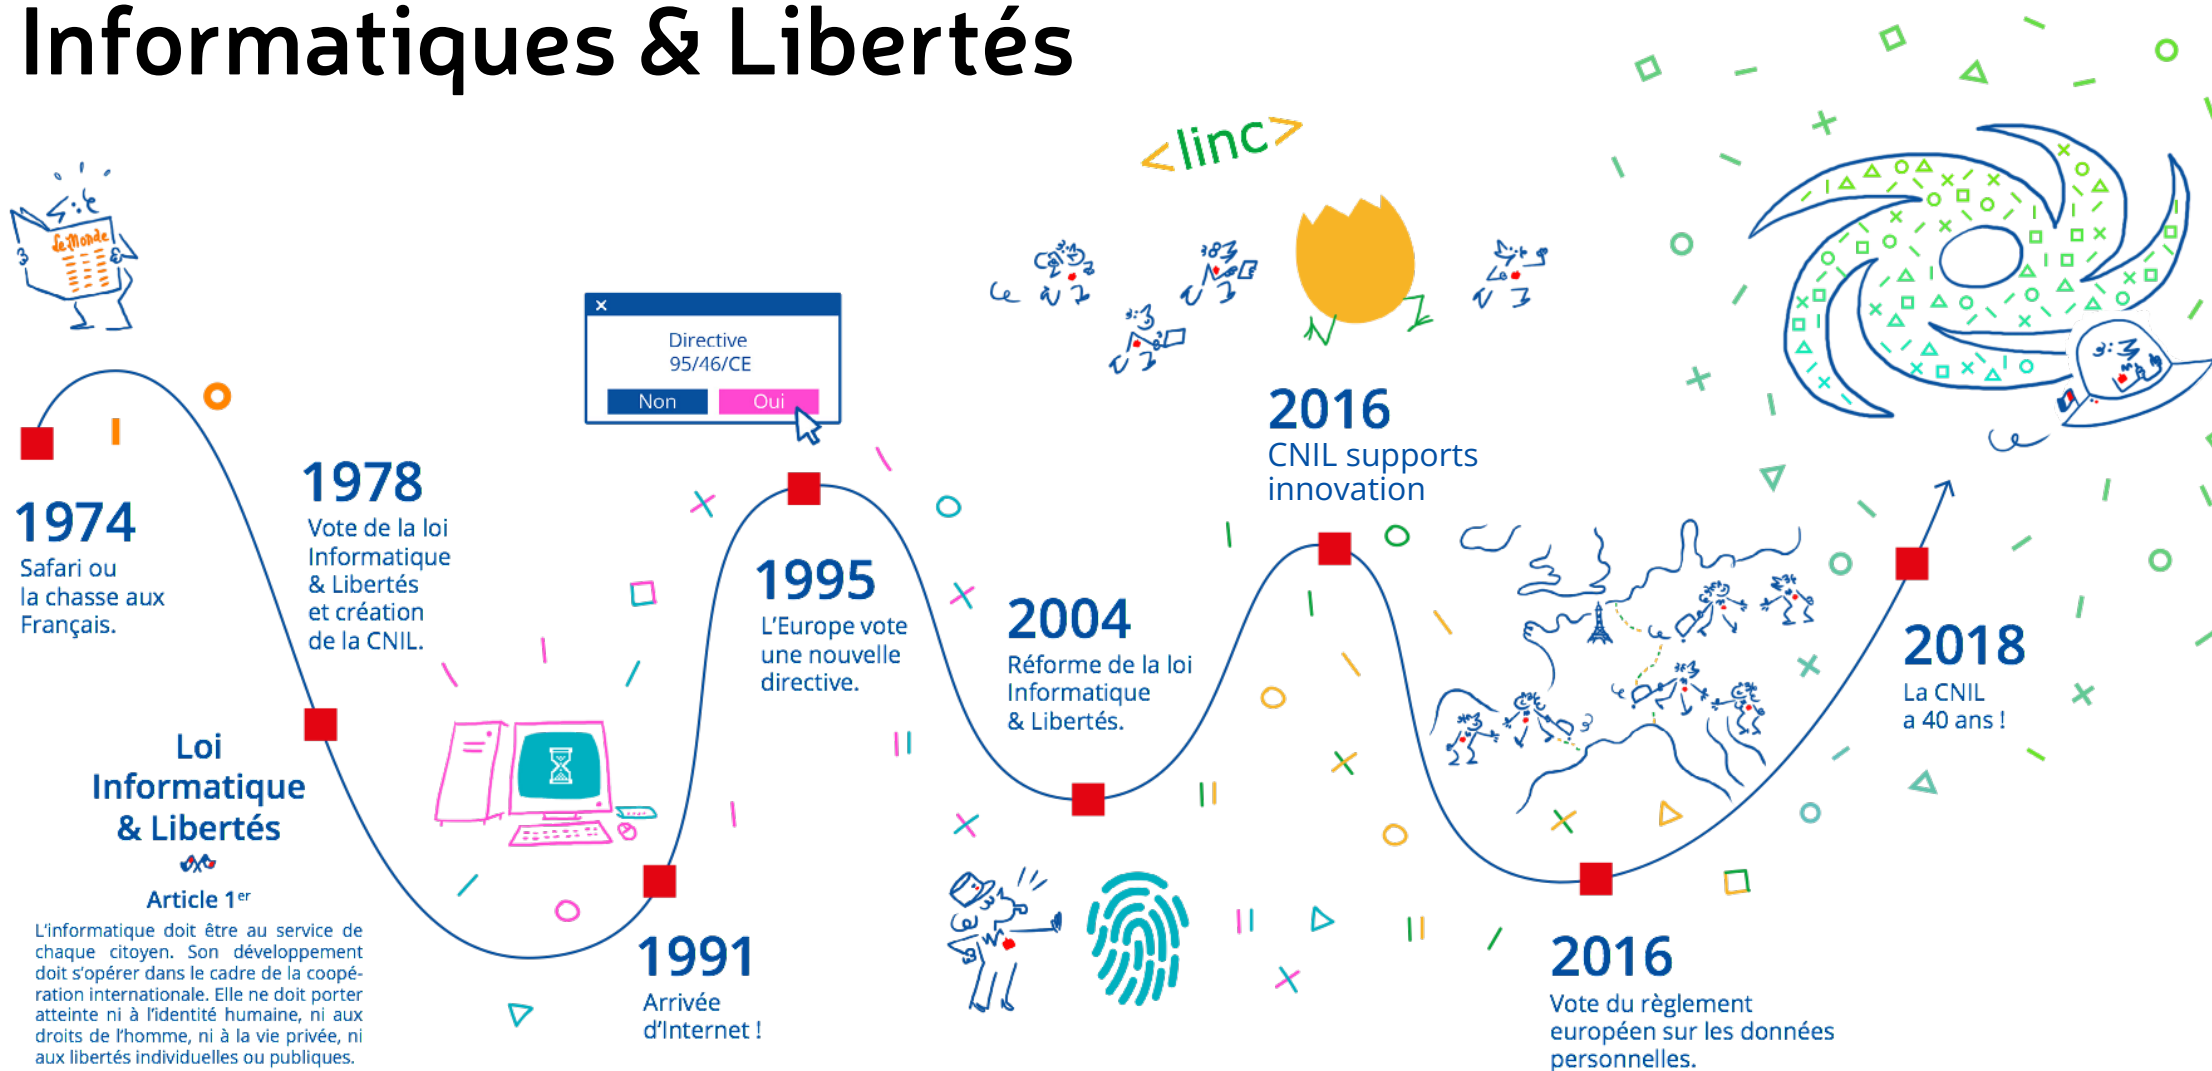 Informatiques & Libertés
<linc>
Le Monde
1974
Safari ou
la chasse aux
Français.
1978
Vote de la loi
Informatique
& Libertés
et création
de la CNIL.
Loi
Informatique
& Libertés
Article 1er
L'informatique doit être au service de
chaque citoyen. Son développement
doit s'opérer dans le cadre de la coopé-
ration internationale. Elle ne doit porter
atteinte ni à l'identité humaine, ni aux
droits de l'homme, ni à la vie privée, ni
aux libertés individuelles ou publiques.
1991
Arrivée
d'Internet !
Directive
95/46/CE
Non
Oui
1995
L'Europe vote
une nouvelle
directive.
2004
Réforme de la loi
Informatique
& Libertés.
2016
CNIL supports
innovation
2016
Vote du règlement
européen sur les données
personnelles.
2018
La CNIL
a 40 ans !